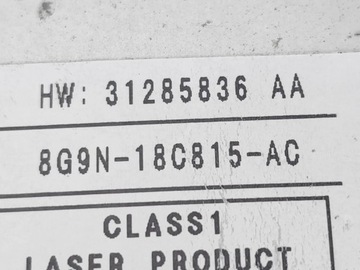 HW: 31285836 AA
8G9N-18C815-AC
CLASS1
LASER PRODUCT